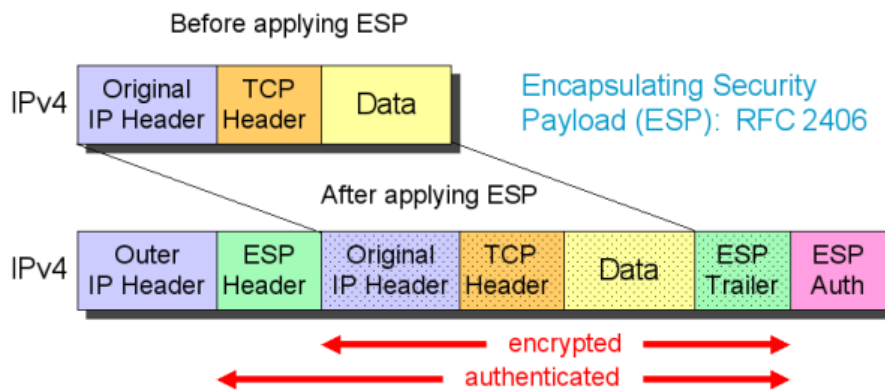 Before applying ESP
IPv4
Original
IP Header
TCP
Header
Data
Encapsulating Security
Payload (ESP): RFC 2406
After applying ESP
IPv4
Outer
IP Header
ESP
Header
Original
IP Header
TCP
Header
Data
ESP
Trailer
ESP
Auth
encrypted
authenticated